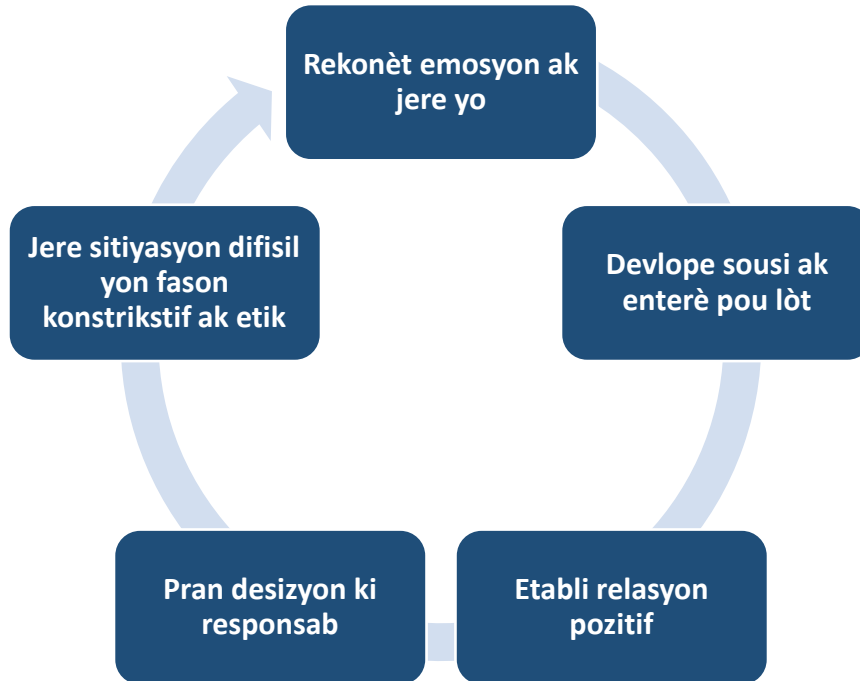 Rekonèt emosyon ak
jere yo
Devlope sousi ak
enterè pou lòt
Etabli relasyon
pozitif
Pran desizyon ki
responsab
Jere sitiyasyon difisil
yon fason
konstrikstif ak etik